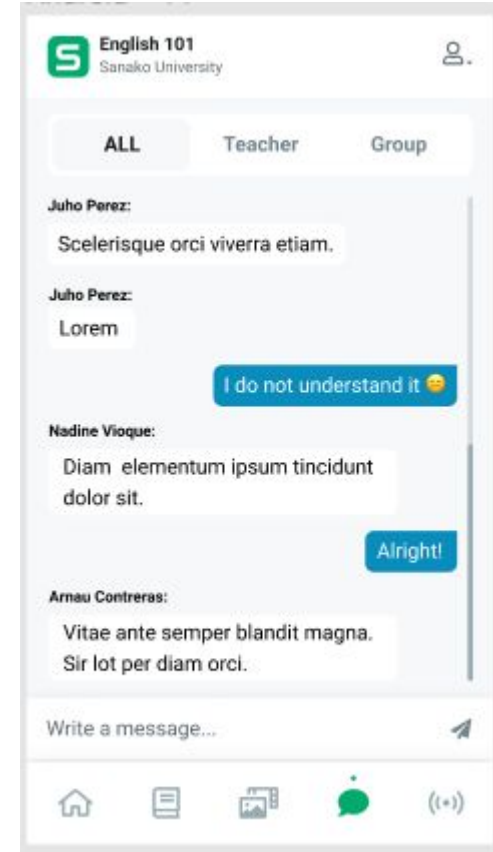 S English 101
Sanako University
ALL Teacher Group
Juho Perez:
Scelerisque orci viverra etiam.
Juho Perez:
Lorem
I do not understand it 😑
Nadine Vioque:
Diam elementum ipsum tincidunt
dolor sit.
Alright!
Arnau Contreras:
Vitae ante semper blandit magna.
Sir lot per diam orci.
Write a message...